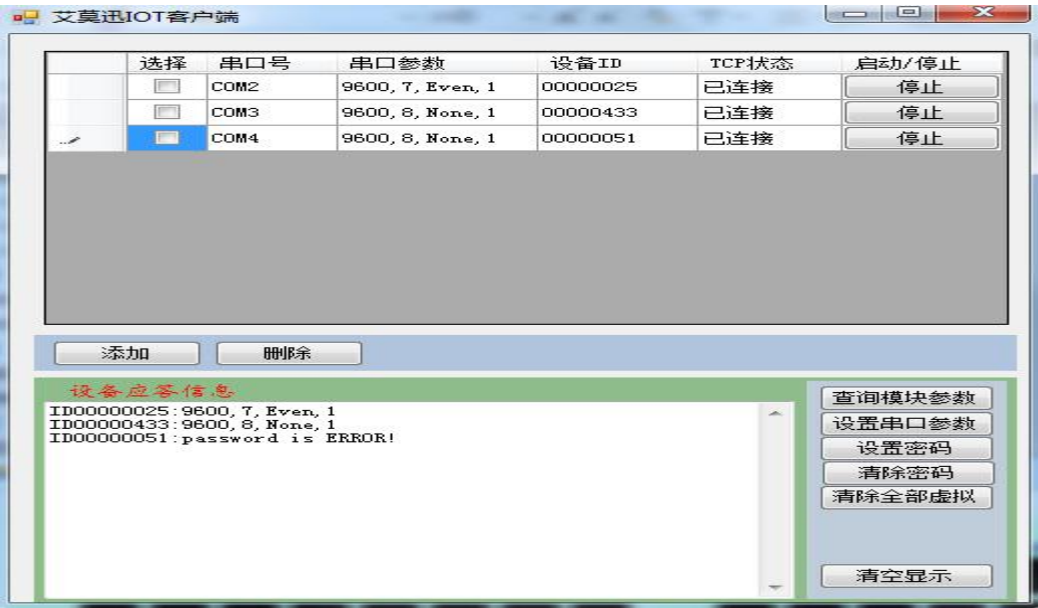 艾莫迅IOT客户端
选择 串口号 串口参数 设备ID TCP状态 启动/停止
COM2 9600,7,Even,1 00000025 已连接 停止
COM3 9600,8,None,1 00000433 已连接 停止
COM4 9600,8,None,1 00000051 已连接 停止
添加 删除
设备应答信息
ID00000025:9600,7,Even,1
ID00000433:9600,8,None,1
ID00000051:password is ERROR!
查询模块参数
设置串口参数
设置密码
清除密码
清除全部虚拟
清空显示